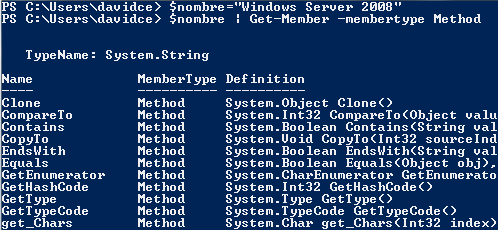 PS C:\Users\davidce> $nombre="Windows Server 2008"
PS C:\Users\davidce> $nombre | Get-Member -membertype Method
TypeName: System.String
Name MemberType Definition
---- ---------- ----------
Clone Method System.Object Clone()
CompareTo Method System.Int32 CompareTo(Object valu
Contains Method System.Boolean Contains(String val
CopyTo Method System.Void CopyTo(Int32 sourceInd
EndsWith Method System.Boolean EndsWith(String val
Equals Method System.Boolean Equals(Object obj),
GetEnumerator Method System.CharEnumerator GetEnumerato
GetHashCode Method System.Int32 GetHashCode()
GetType Method System.Type GetType()
GetTypeCode Method System.TypeCode GetTypeCode()
get_Chars Method System.Char get_Chars(Int32 index)